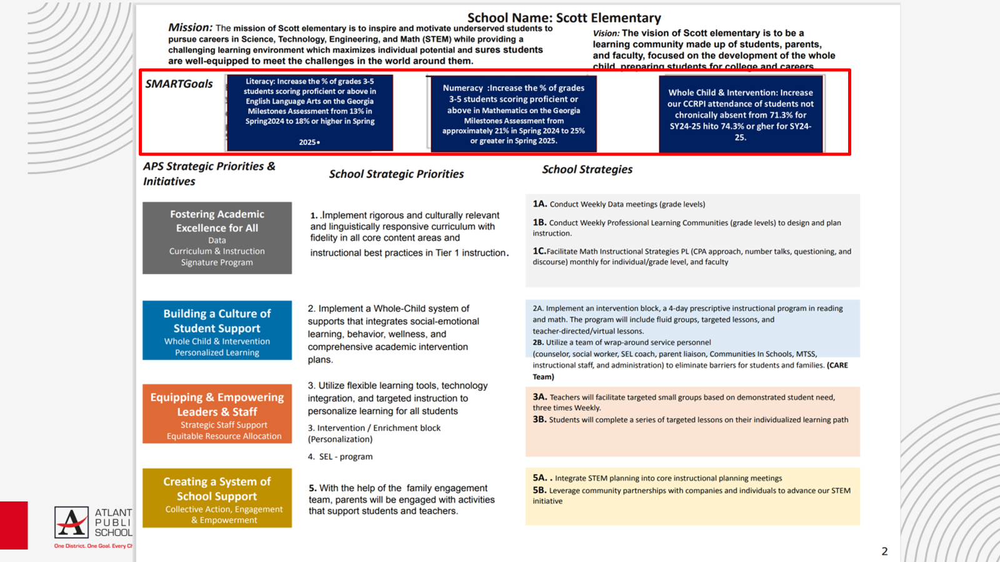 School Name: Scott Elementary
Mission: The mission of Scott elementary is to inspire and motivate underserved students to
pursue careers in Science, Technology, Engineering, and Math (STEM) while providing a
challenging learning environment which maximizes individual potential and sures students
are well-equipped to meet the challenges in the world around them.
Vision: The vision of Scott elementary is to be a
learning community made up of students, parents,
and faculty, focused on the development of the whole
child, preparing students for college and careers
SMARTGoals
Literacy: Increase the % of grades 3-5
students scoring proficient or above in
English Language Arts on the Georgia
Milestones Assessment from 13% in
Spring2024 to 18% or higher in Spring
2025•
Numeracy :Increase the % of grades
3-5 students scoring proficient or
above in Mathematics on the Georgia
Milestones Assessment from
approximately 21% in Spring 2024 to 25%
or greater in Spring 2025.
Whole Child & Intervention: Increase
our CCRPI attendance of students not
chronically absent from 71.3% for
SY24-25 hito 74.3% or gher for SY24-
25.
APS Strategic Priorities &
Initiatives
School Strategic Priorities
School Strategies
Fostering Academic
Excellence for All
Data
Curriculum & Instruction
Signature Program
1. .Implement rigorous and culturally relevant
and linguistically responsive curriculum with
fidelity in all core content areas and
instructional best practices in Tier 1 instruction.
1A. Conduct Weekly Data meetings (grade levels)
1B. Conduct Weekly Professional Learning Communities (grade levels) to design and plan
instruction.
1C.Facilitate Math Instructional Strategies PL (CPA approach, number talks, questioning, and
discourse) monthly for individual/grade level, and faculty
Building a Culture of
Student Support
Whole Child & Intervention
Personalized Learning
2. Implement a Whole-Child system of
supports that integrates social-emotional
learning, behavior, wellness, and
comprehensive academic intervention
plans.
2A. Implement an intervention block, a 4-day prescriptive instructional program in reading
and math. The program will include fluid groups, targeted lessons, and
teacher-directed/virtual lessons.
2B. Utilize a team of wrap-around service personnel
(counselor, social worker, SEL coach, parent liaison, Communities In Schools, MTSS,
instructional staff, and administration) to eliminate barriers for students and families. (CARE
Team)
Equipping & Empowering
Leaders & Staff
Strategic Staff Support
Equitable Resource Allocation
3. Utilize flexible learning tools, technology
integration, and targeted instruction to
personalize learning for all students
3. Intervention / Enrichment block
(Personalization)
4. SEL - program
3A. Teachers will facilitate targeted small groups based on demonstrated student need,
three times Weekly.
3B. Students will complete a series of targeted lessons on their individualized learning path
Creating a System of
School Support
Collective Action, Engagement
& Empowerment
5. With the help of the family engagement
team, parents will be engaged with activities
that support students and teachers.
5A. . Integrate STEM planning into core instructional planning meetings
5B. Leverage community partnerships with companies and individuals to advance our STEM
initiative
ATLANT
PUBLI
SCHOOL
One District. One Goal. Every Ch
2